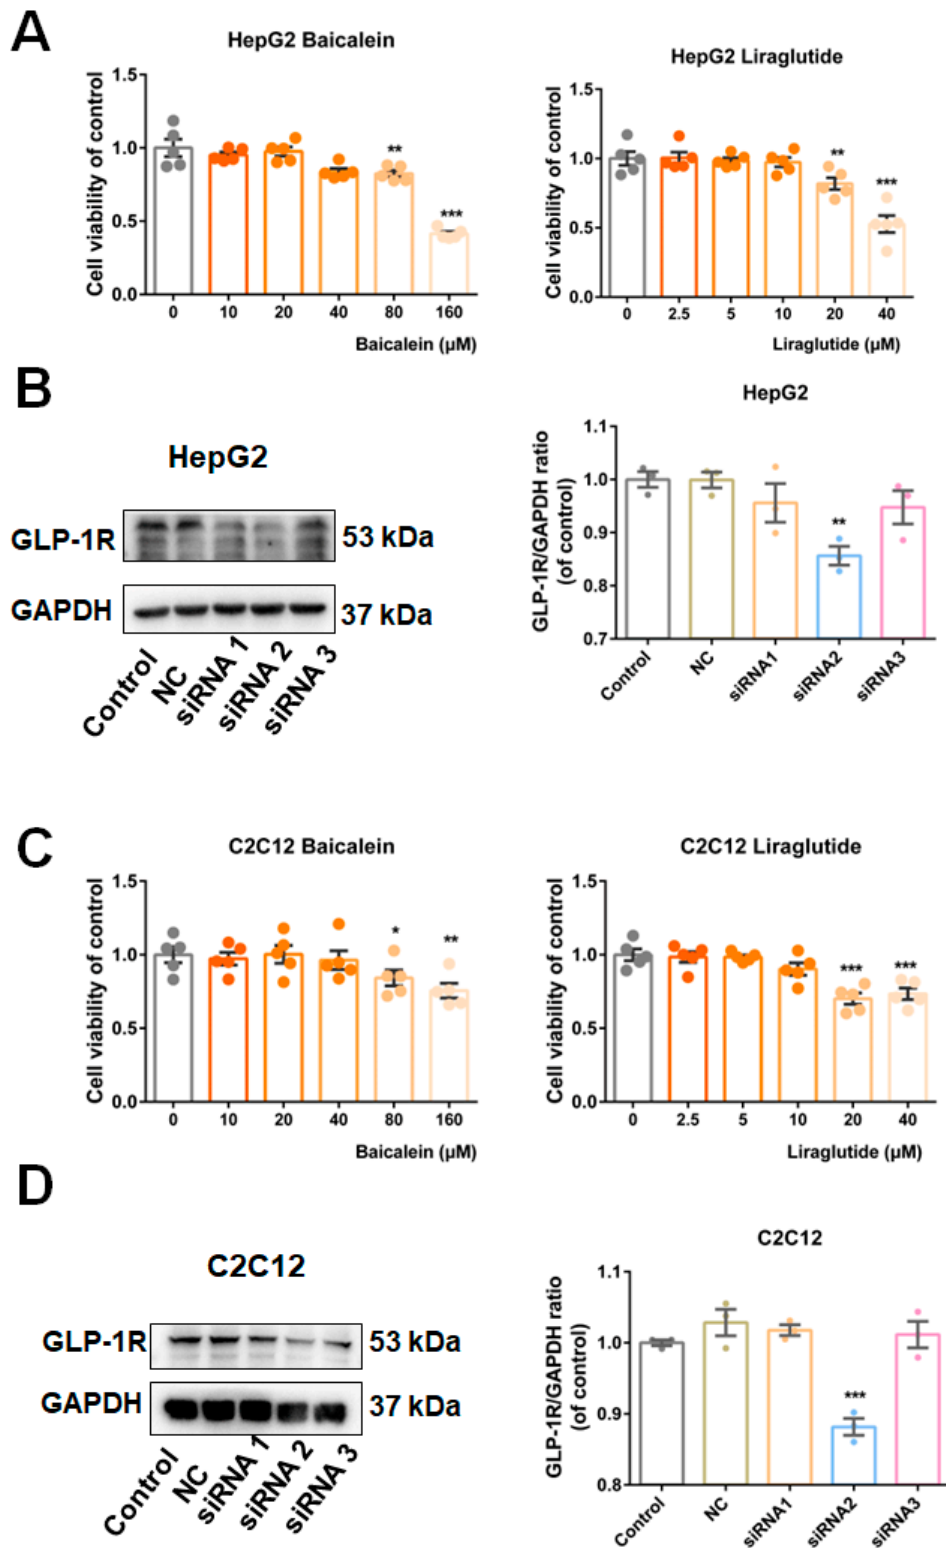 A
HepG2 Baicalein
Cell viability of control
1.5
1.0
0.5
0.0
** ***
0 10 20 40 80 160
Baicalein (μM)
HepG2 Liraglutide
Cell viability of control
1.5
1.0
0.5
0.0
** ***
0 2.5 5 10 20 40
Liraglutide (μM)
B
HepG2
GLP-1R 53 kDa
GAPDH 37 kDa
Control NC siRNA 1 siRNA 2 siRNA 3
HepG2
GLP-1R/GAPDH ratio
(of control)
1.1
1.0
0.9
0.8
0.7
**
Control NC siRNA1 siRNA2 siRNA3
C
C2C12 Baicalein
Cell viability of control
1.5
1.0
0.5
0.0
* **
0 10 20 40 80 160
Baicalein (μM)
C2C12 Liraglutide
Cell viability of control
1.5
1.0
0.5
0.0
*** ***
0 2.5 5 10 20 40
Liraglutide (μM)
D
C2C12
GLP-1R 53 kDa
GAPDH 37 kDa
Control NC siRNA 1 siRNA 2 siRNA 3
C2C12
GLP-1R/GAPDH ratio
(of control)
1.1
1.0
0.9
0.8
***
Control NC siRNA1 siRNA2 siRNA3